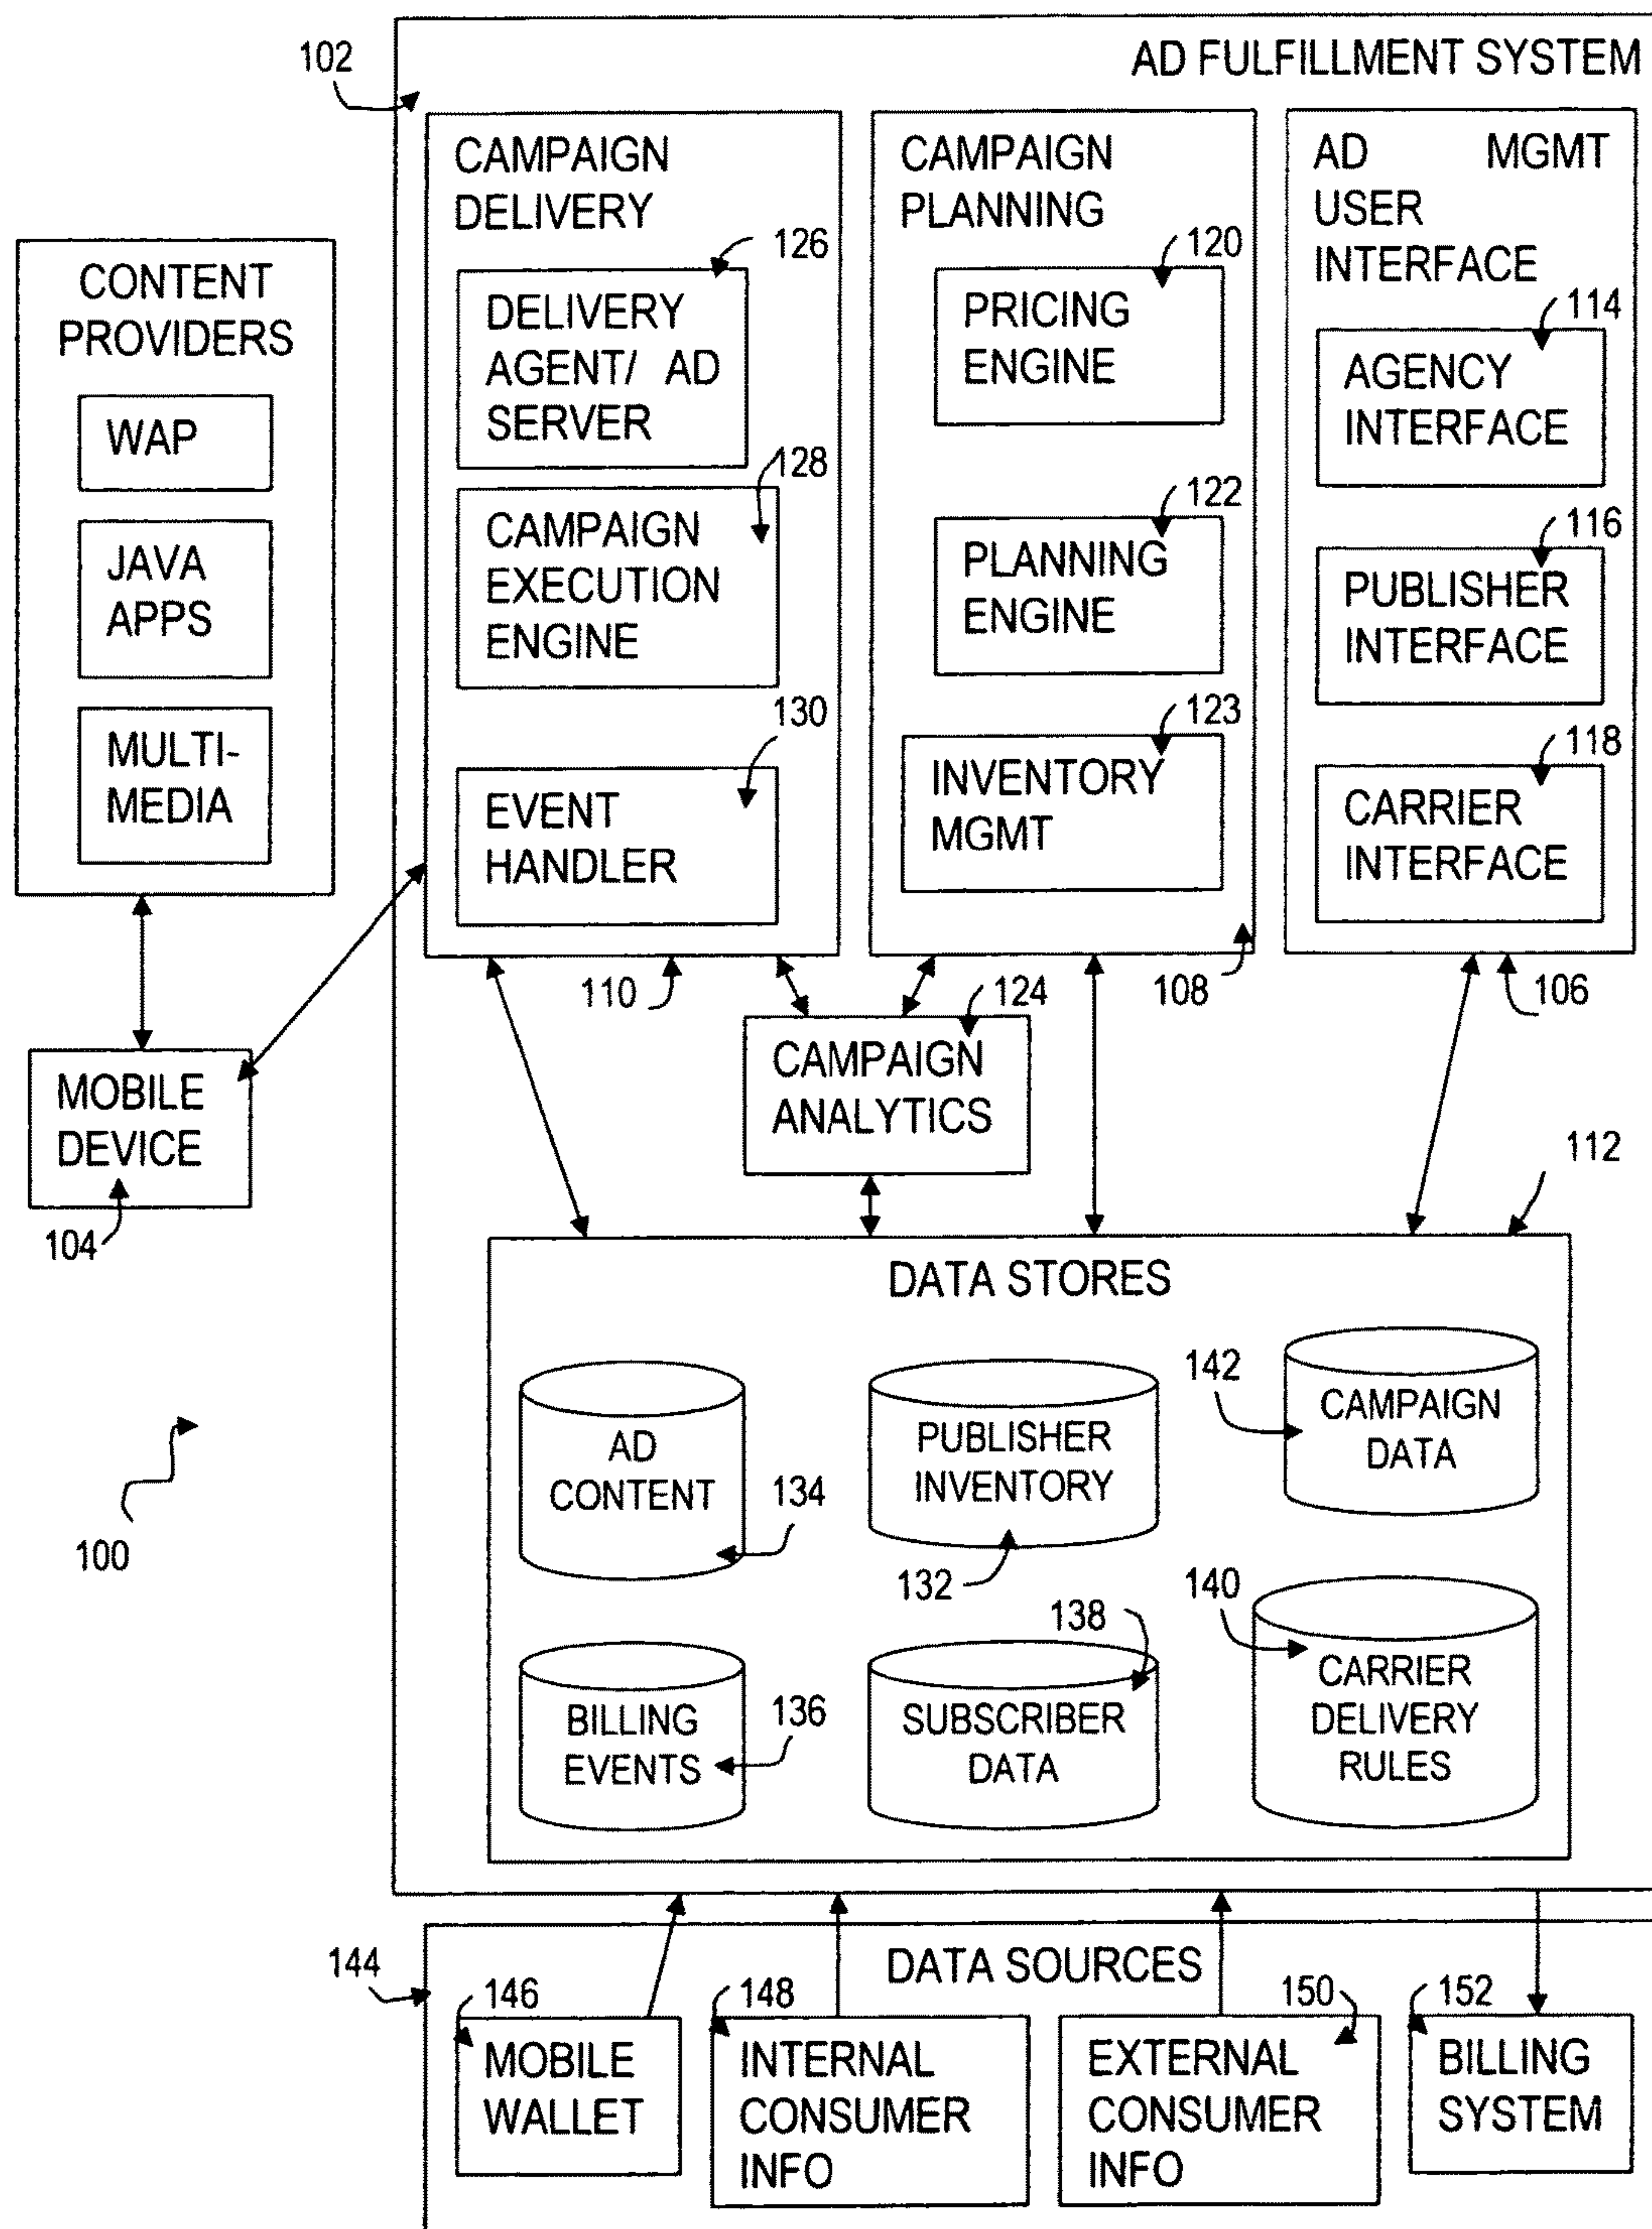 102
AD FULFILLMENT SYSTEM
CAMPAIGN
DELIVERY
126
DELIVERY
AGENT/ AD
SERVER
128
CAMPAIGN
EXECUTION
ENGINE
130
EVENT
HANDLER
110
CAMPAIGN
PLANNING
120
PRICING
ENGINE
122
PLANNING
ENGINE
123
INVENTORY
MGMT
108
AD MGMT
USER
INTERFACE
114
AGENCY
INTERFACE
116
PUBLISHER
INTERFACE
118
CARRIER
INTERFACE
106
CONTENT
PROVIDERS
WAP
JAVA
APPS
MULTI-
MEDIA
MOBILE
DEVICE
104
124
CAMPAIGN
ANALYTICS
112
DATA STORES
AD
CONTENT
134
PUBLISHER
INVENTORY
132
142
CAMPAIGN
DATA
BILLING
EVENTS
136
138
SUBSCRIBER
DATA
140
CARRIER
DELIVERY
RULES
100
144
DATA SOURCES
146
MOBILE
WALLET
148
INTERNAL
CONSUMER
INFO
150
EXTERNAL
CONSUMER
INFO
152
BILLING
SYSTEM